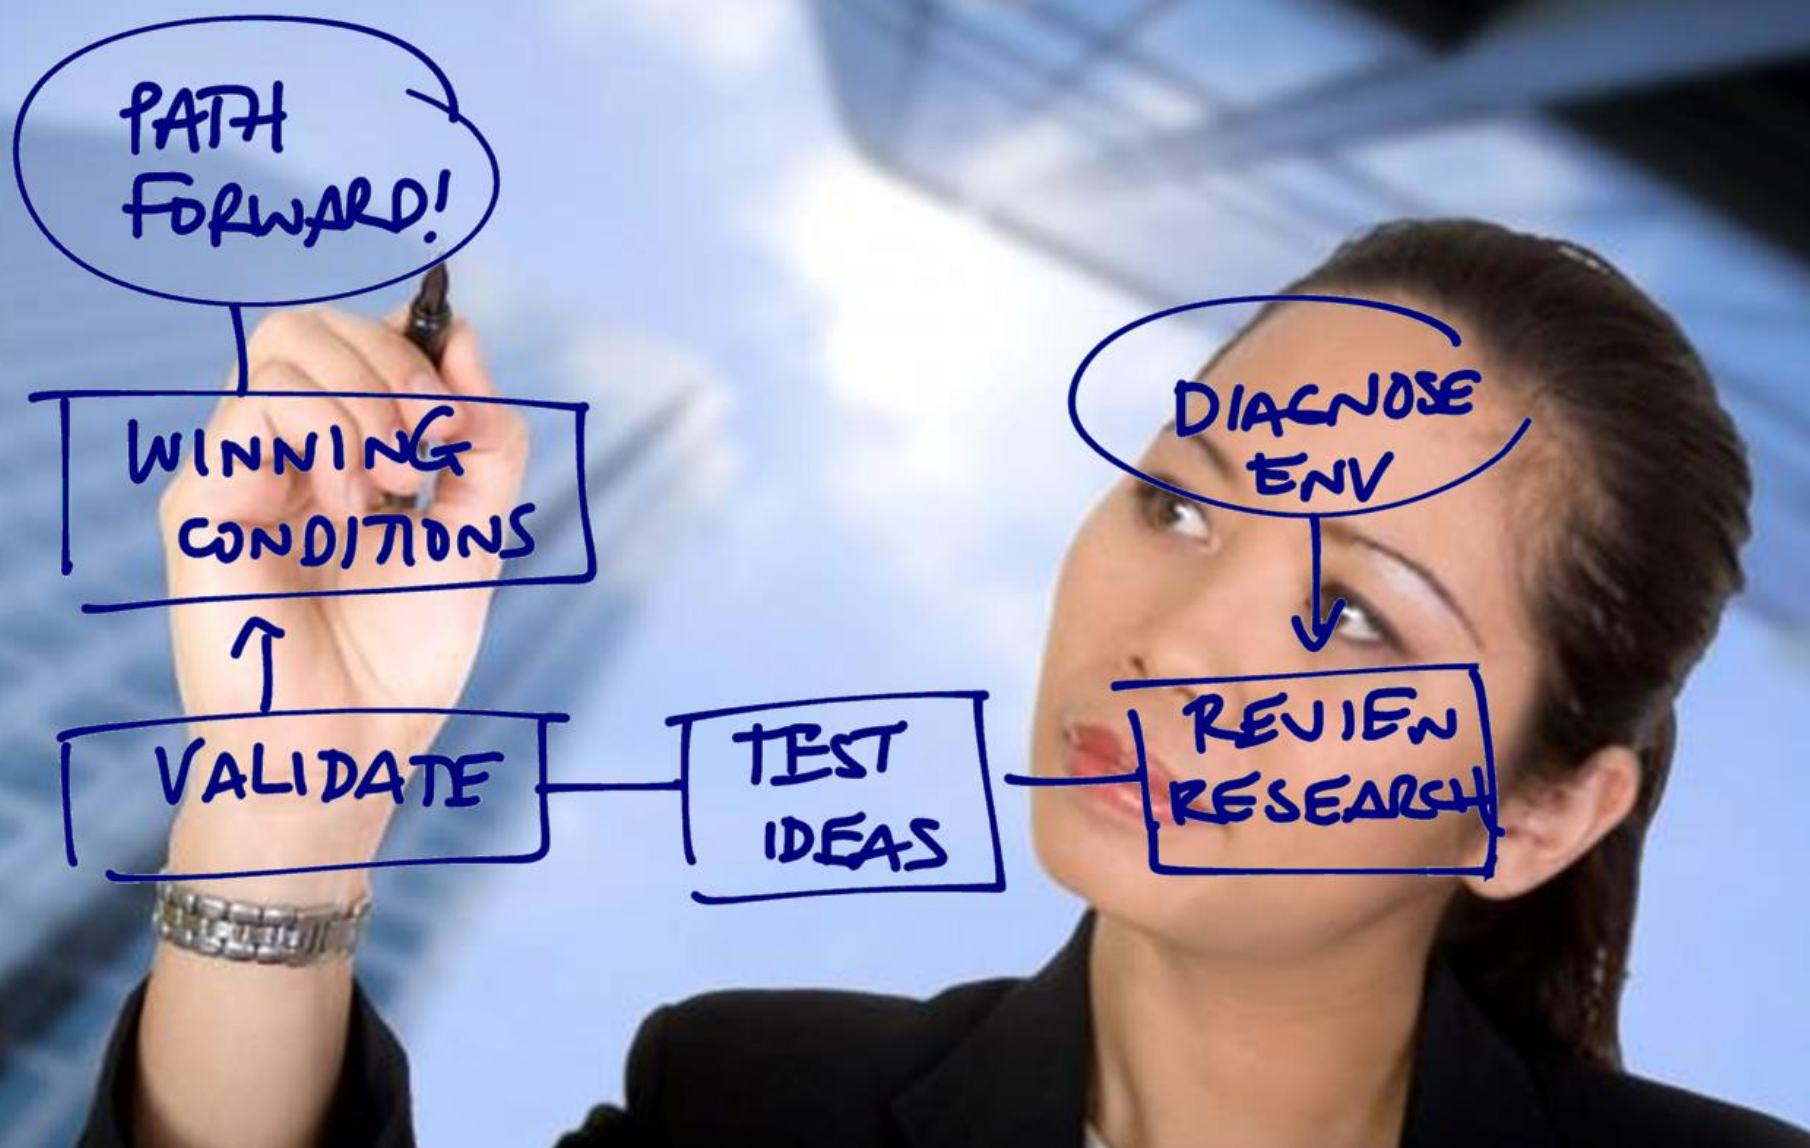 PATH
FORWARD!
DIAGNOSE
ENV
WINNING
CONDITIONS
REVIEW
RESEARCH
TEST
IDEAS
VALIDATE